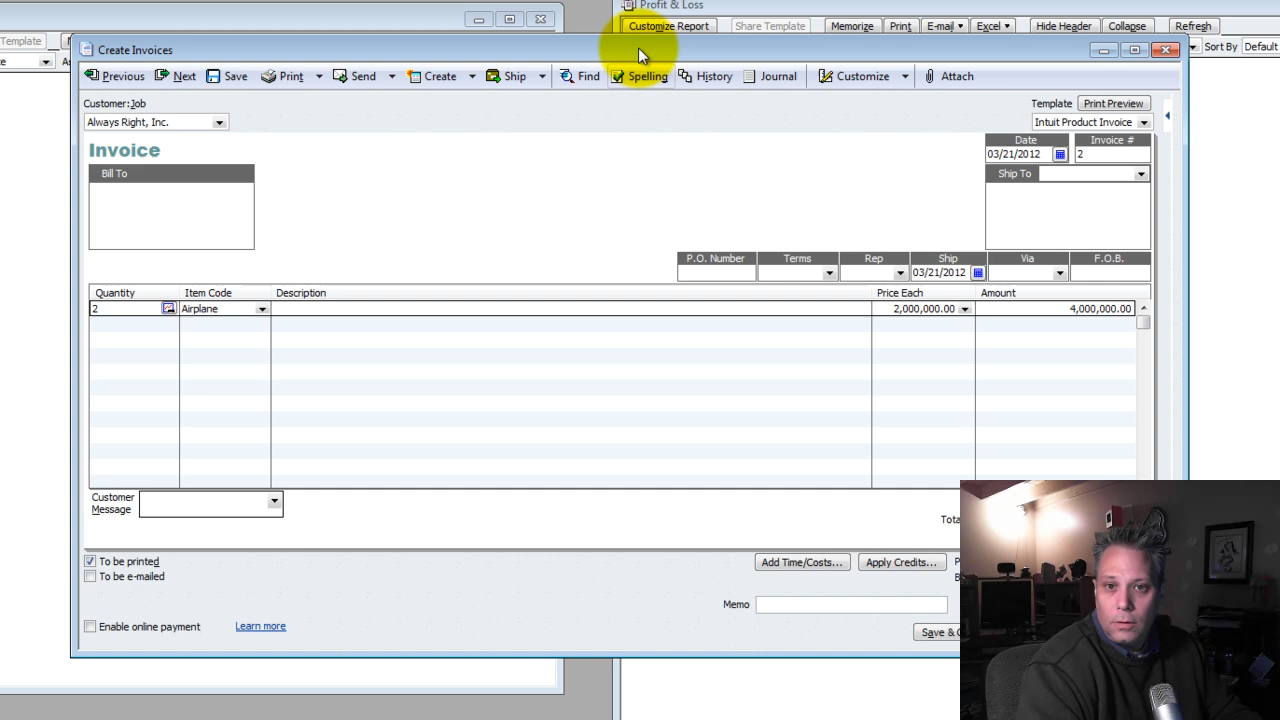 Profit & Loss
Template
Customize Report Share Template Memorize Print E-mail Excel Hide Header Collapse Refresh
Sort By Default
Create Invoices
Previous Next Save Print Send Create Ship Find Spelling History Journal Customize Attach
Customer:Job
Template Print Preview
Always Right, Inc.
Intuit Product Invoice
Invoice
Date Invoice #
03/21/2012 2
Bill To
Ship To
P.O. Number Terms Rep Ship Via F.O.B.
03/21/2012
Quantity Item Code Description Price Each Amount
2 Airplane 2,000,000.00 4,000,000.00
Customer
Message
Tota
To be printed
Add Time/Costs... Apply Credits...
To be e-mailed
Memo
Enable online payment Learn more
Save &